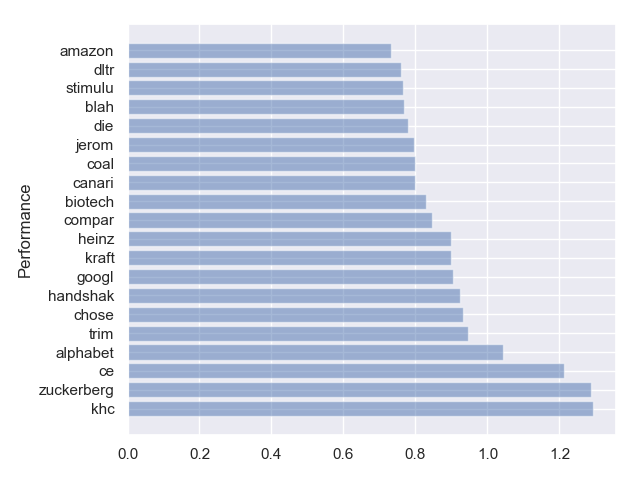 amazon
dltr
stimulu
blah
die
jerom
coal
canari
biotech
compar
heinz
kraft
googl
handshak
chose
trim
alphabet
ce
zuckerberg
khc
Performance
0.0 0.2 0.4 0.6 0.8 1.0 1.2